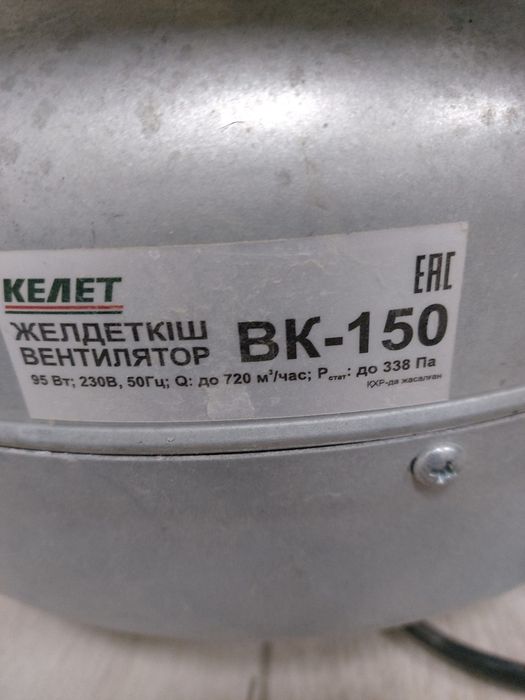 КЕЛЕТ
EAC
ЖЕЛДЕТКІШ
ВЕНТИЛЯТОР
ВК-150
95 Вт; 230В, 50Гц; Q: до 720 м³/час; Pстат: до 338 Па
ҚХР-да жасалған